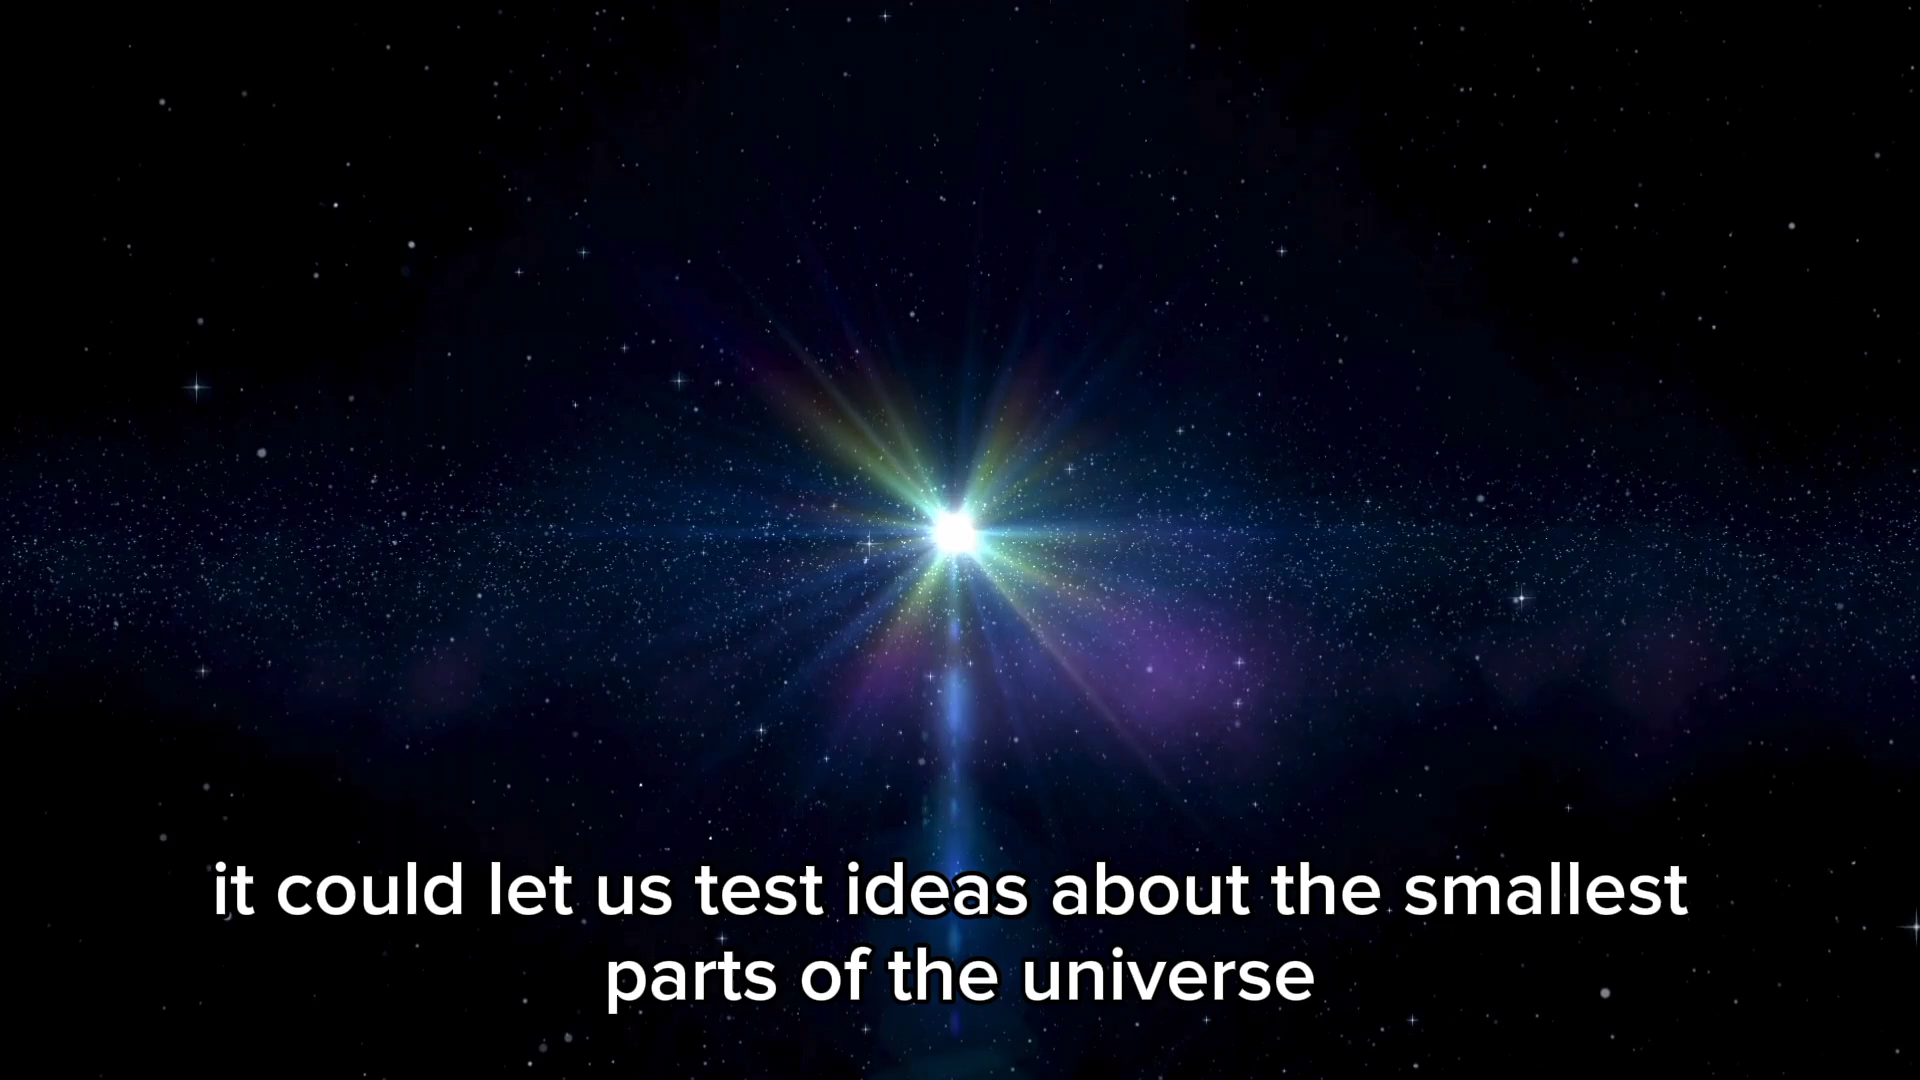 it could let us test ideas about the smallest
parts of the universe